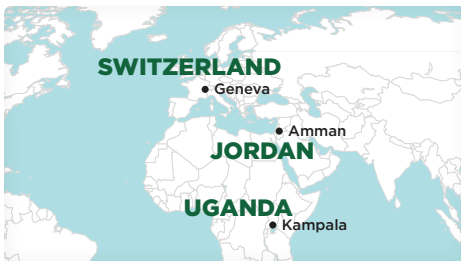 SWITZERLAND
Geneva
Amman
JORDAN
UGANDA
Kampala